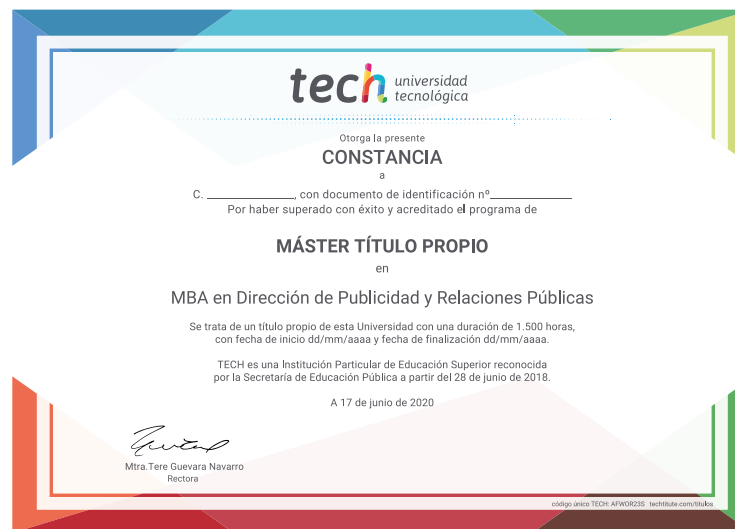 tech universidad
tecnológica
Otorga la presente
CONSTANCIA
a
C. ______________, con documento de identificación nº_____________
Por haber superado con éxito y acreditado el programa de
MÁSTER TÍTULO PROPIO
en
MBA en Dirección de Publicidad y Relaciones Públicas
Se trata de un título propio de esta Universidad con una duración de 1.500 horas,
con fecha de inicio dd/mm/aaaa y fecha de finalización dd/mm/aaaa.
TECH es una Institución Particular de Educación Superior reconocida
por la Secretaría de Educación Pública a partir del 28 de junio de 2018.
A 17 de junio de 2020
Mtra.Tere Guevara Navarro
Rectora
código único TECH: AFWOR23S techtitute.com/titulos